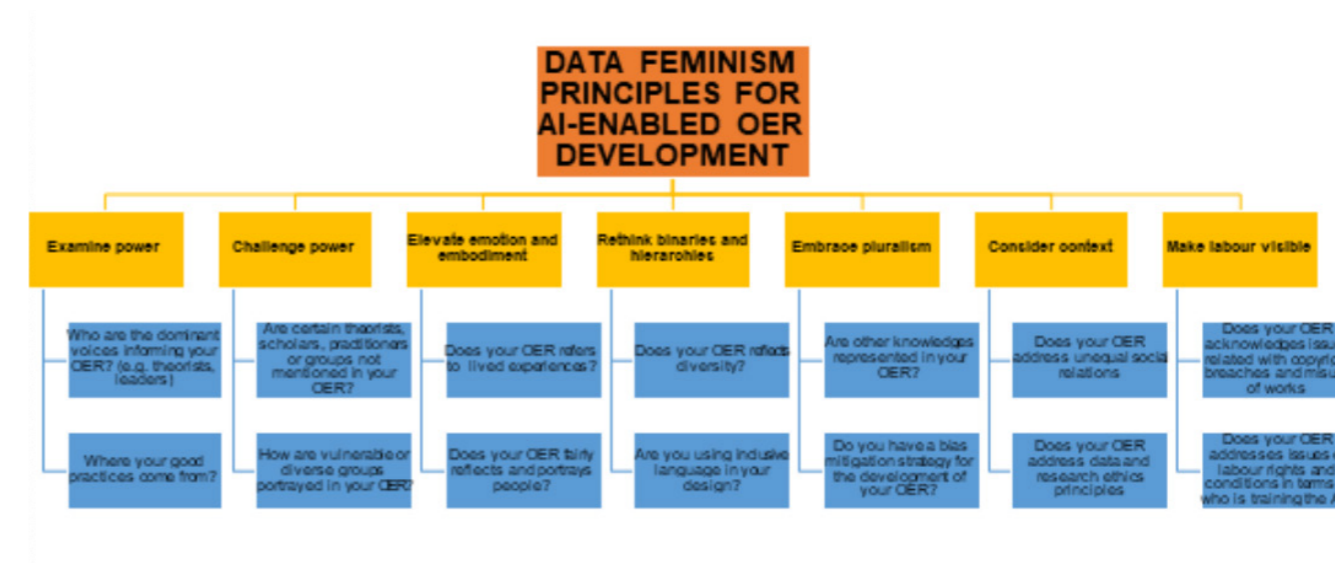 DATA FEMINISM
PRINCIPLES FOR
AI-ENABLED OER
DEVELOPMENT
Examine power
Challenge power
Elevate emotion and
embodiment
Rethink binaries and
hierarchies
Embrace pluralism
Consider context
Make labour visible
Who are the dominant
voices informing your
OER? (e.g. theorists,
leaders)
Are certain theorists,
scholars, practitioners
or groups not
mentioned in your
OER?
Does your OER refers
to lived experiences?
Does your OER reflects
diversity?
Are other knowledges
represented in your
OER?
Does your OER
address unequal social
relations
Does your OER
acknowledges
related with
breaches and
of works
Where your good
practices come from?
How are vulnerable or
diverse groups
portrayed in your OER?
Does your OER fairly
reflects and portrays
people?
Are you using inclusive
language in your
design?
Do you have a bias
mitigation strategy for
the development of
your OER?
Does your OER
address data and
research ethics
principles
Does your OER
addresses issues
labour rights and
conditions in terms
who is training the